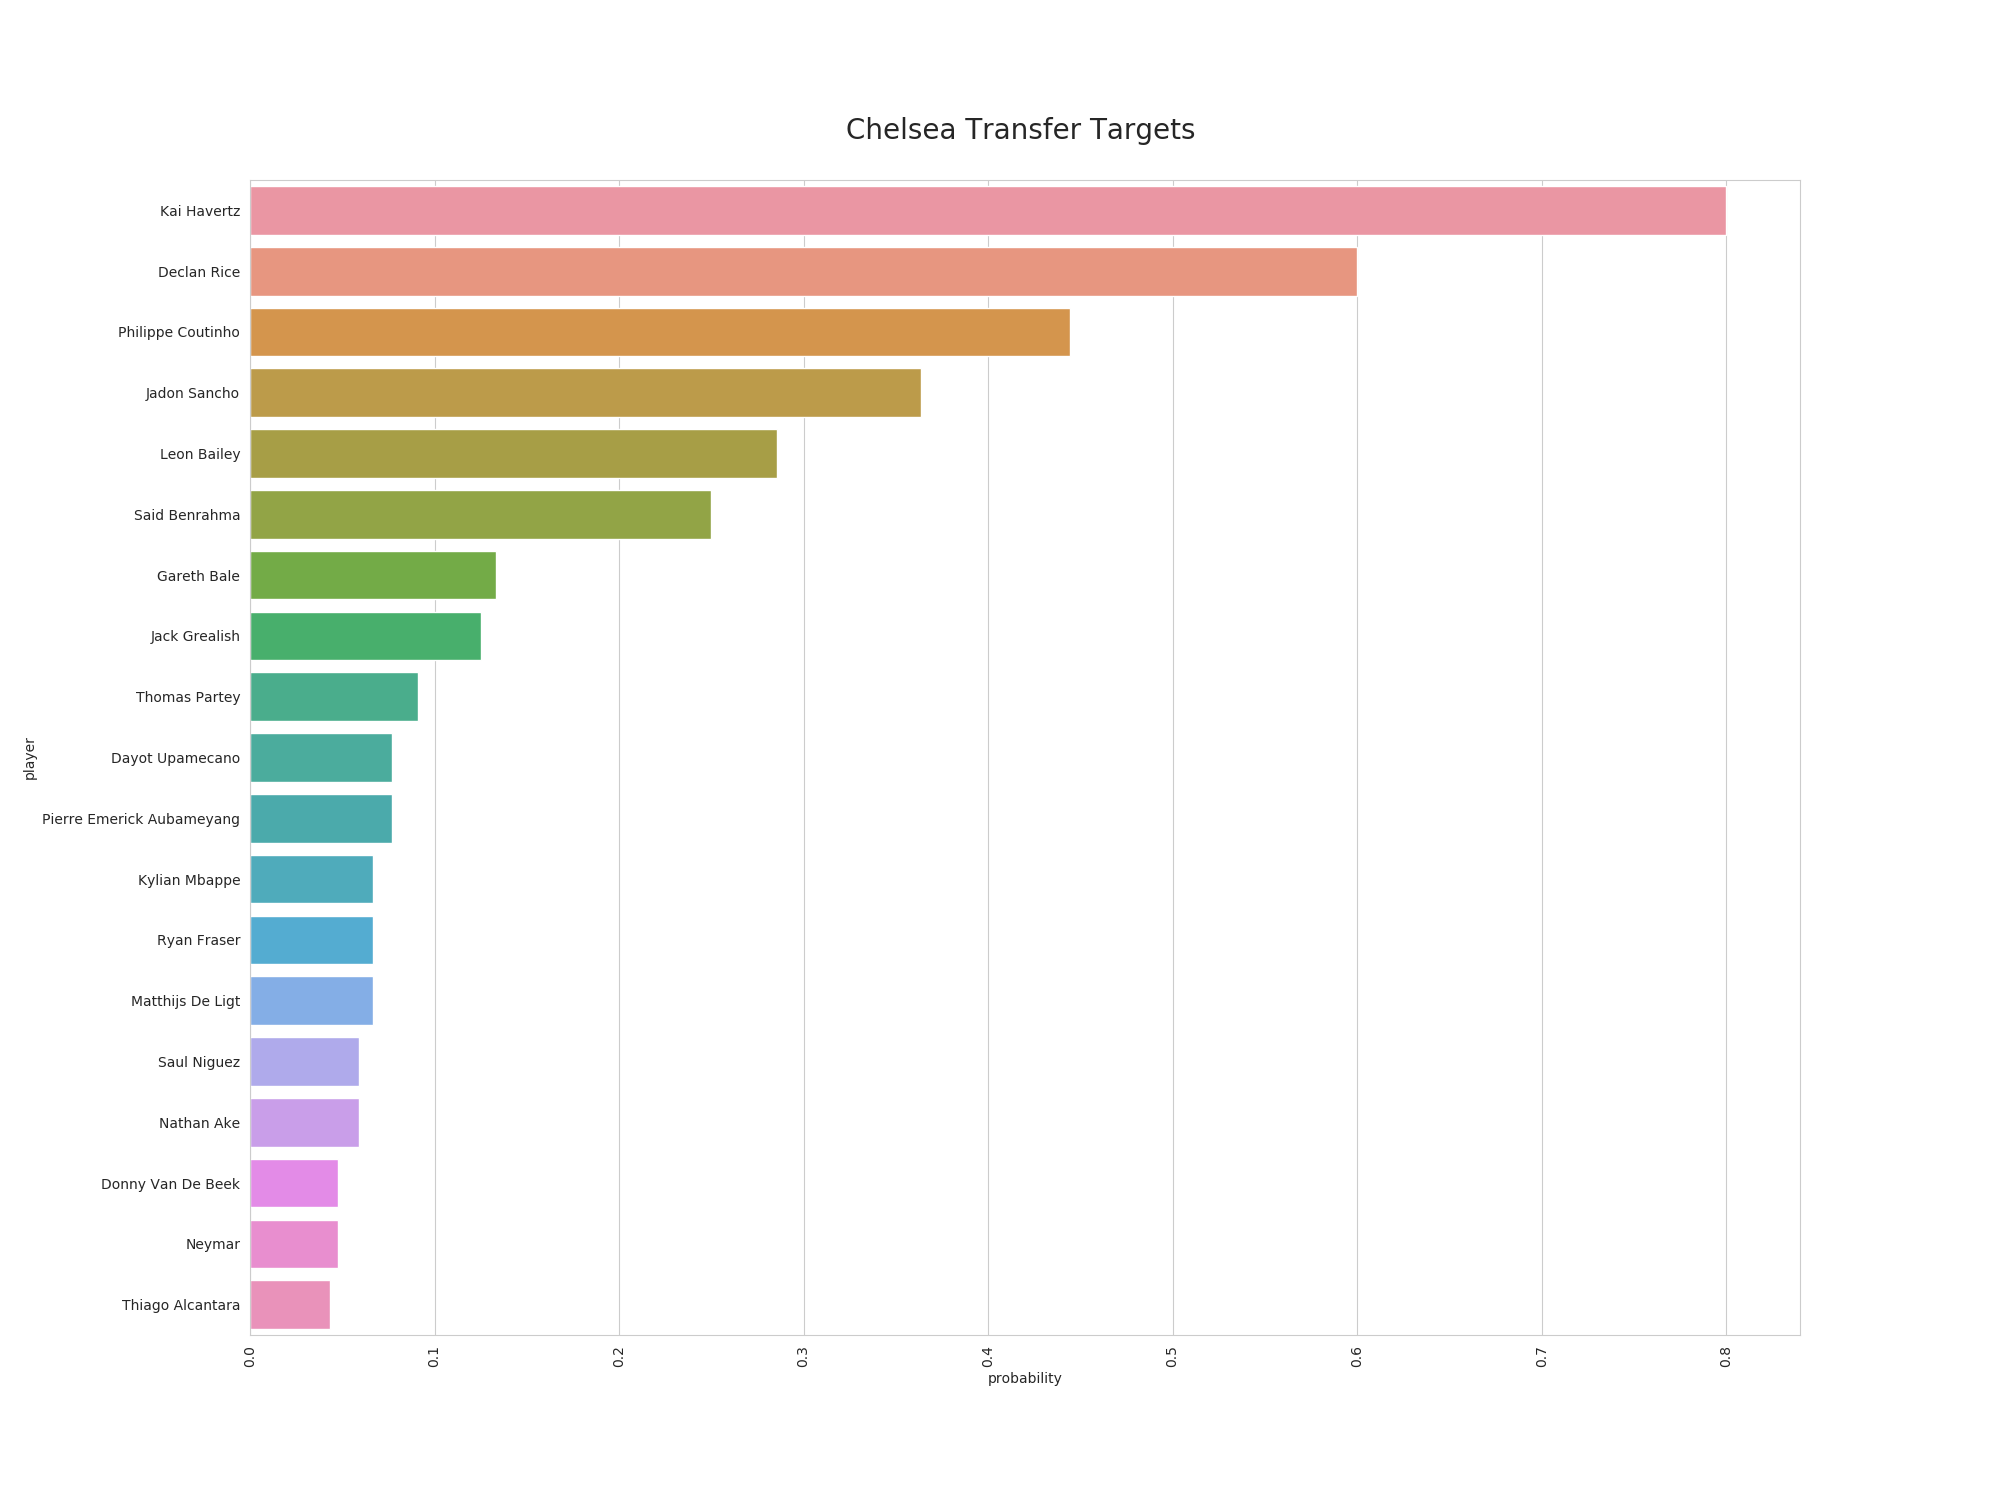 Chelsea Transfer Targets
Kai Havertz
Declan Rice
Philippe Coutinho
Jadon Sancho
Leon Bailey
Said Benrahma
Gareth Bale
Jack Grealish
Thomas Partey
Dayot Upamecano
Pierre Emerick Aubameyang
Kylian Mbappe
Ryan Fraser
Matthijs De Ligt
Saul Niguez
Nathan Ake
Donny Van De Beek
Neymar
Thiago Alcantara
player
0.0 0.1 0.2 0.3 0.4 0.5 0.6 0.7 0.8
probability